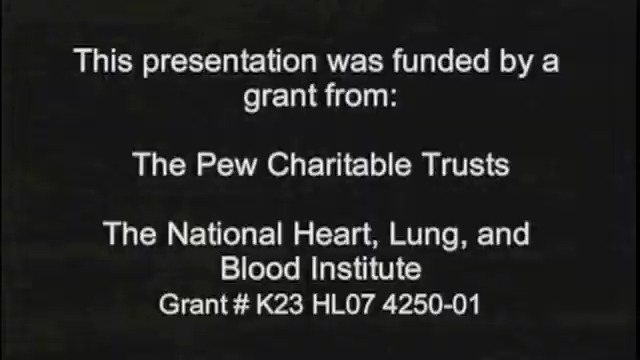 This presentation was funded by a
grant from:
The Pew Charitable Trusts
The National Heart, Lung, and
Blood Institute
Grant # K23 HL07 4250-01